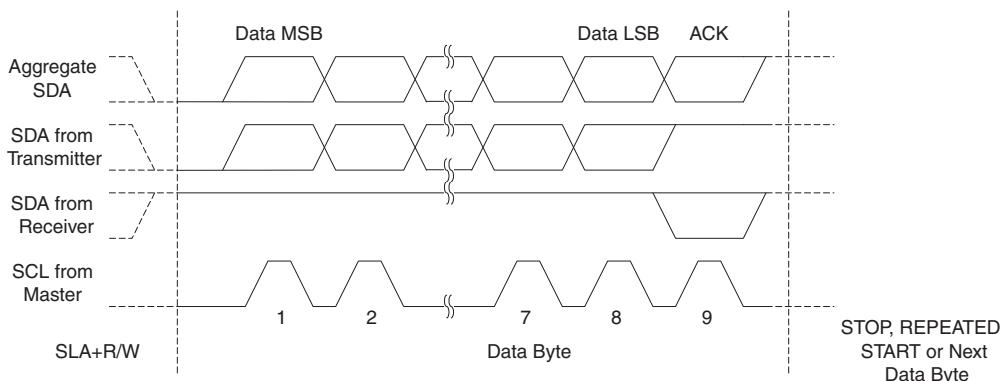 Data MSB
Data LSB
ACK
Aggregate
SDA
SDA from
Transmitter
SDA from
Receiver
SCL from
Master
1
2
7
8
9
SLA+R/W
Data Byte
STOP, REPEATED
START or Next
Data Byte